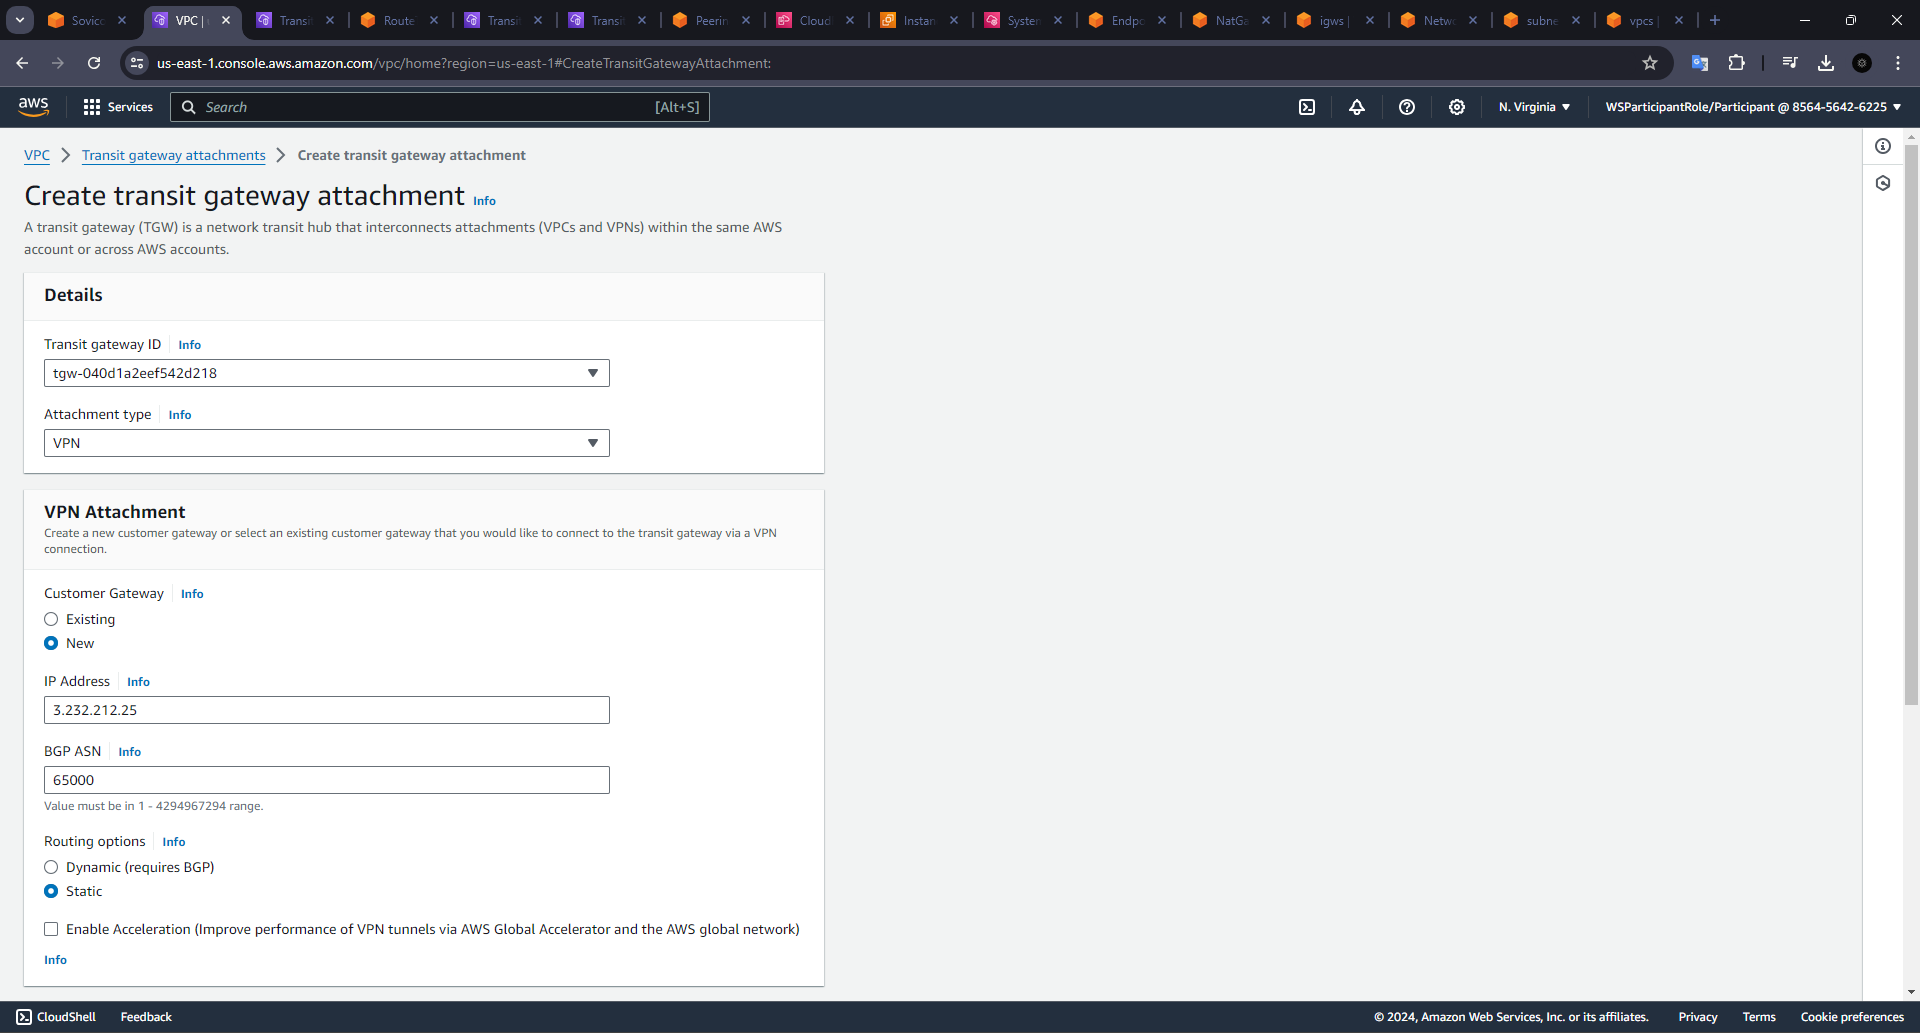 Sovico
VPC |
Transit
Route
Transit
Transit
Peerin
Cloud
Instan
System
Endpo
NatGa
igws |
Netwo
subne
vpcs |
us-east-1.console.aws.amazon.com/vpc/home?region=us-east-1#CreateTransitGatewayAttachment:
aws
Services
Search
[Alt+S]
N. Virginia
WSParticipantRole/Participant @ 8564-5642-6225
VPC
Transit gateway attachments
Create transit gateway attachment
Create transit gateway attachment Info
A transit gateway (TGW) is a network transit hub that interconnects attachments (VPCs and VPNs) within the same AWS
account or across AWS accounts.
Details
Transit gateway ID Info
tgw-040d1a2eef542d218
Attachment type Info
VPN
VPN Attachment
Create a new customer gateway or select an existing customer gateway that you would like to connect to the transit gateway via a VPN
connection.
Customer Gateway Info
Existing
New
IP Address Info
3.232.212.25
BGP ASN Info
65000
Value must be in 1 - 4294967294 range.
Routing options Info
Dynamic (requires BGP)
Static
Enable Acceleration (Improve performance of VPN tunnels via AWS Global Accelerator and the AWS global network)
Info
CloudShell
Feedback
© 2024, Amazon Web Services, Inc. or its affiliates.
Privacy
Terms
Cookie preferences